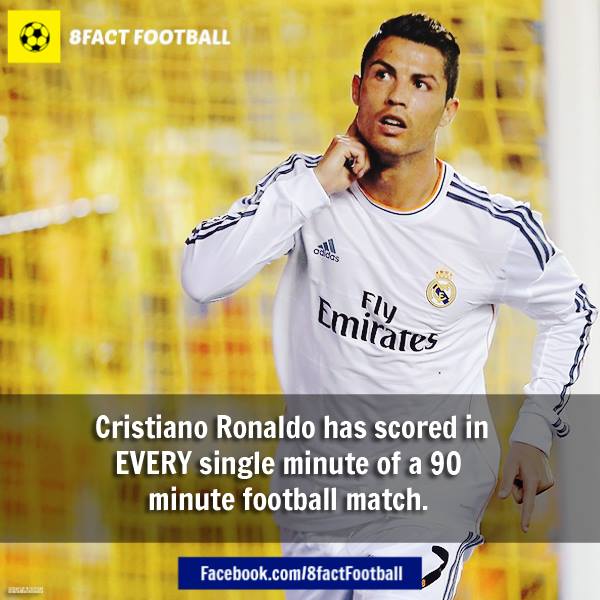 8FACT FOOTBALL
adidas
Fly
Emirates
Cristiano Ronaldo has scored in
EVERY single minute of a 90
minute football match.
7
Facebook.com/8factFootball